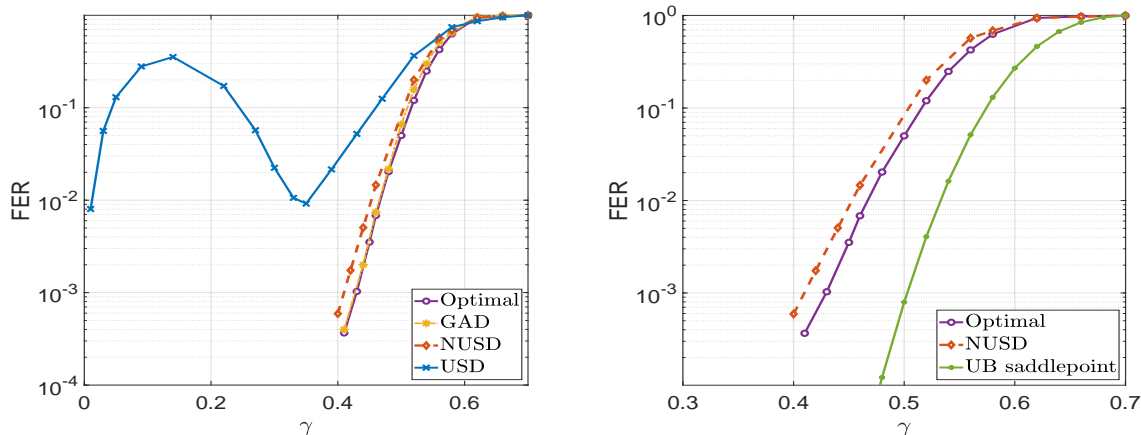 10^-1
10^-2
10^-3
10^-4
FER
0
0.2
0.4
0.6
γ
Optimal
GAD
NUSD
USD
10^0
10^-1
10^-2
10^-3
FER
0.3
0.4
0.5
0.6
0.7
γ
Optimal
NUSD
UB saddlepoint